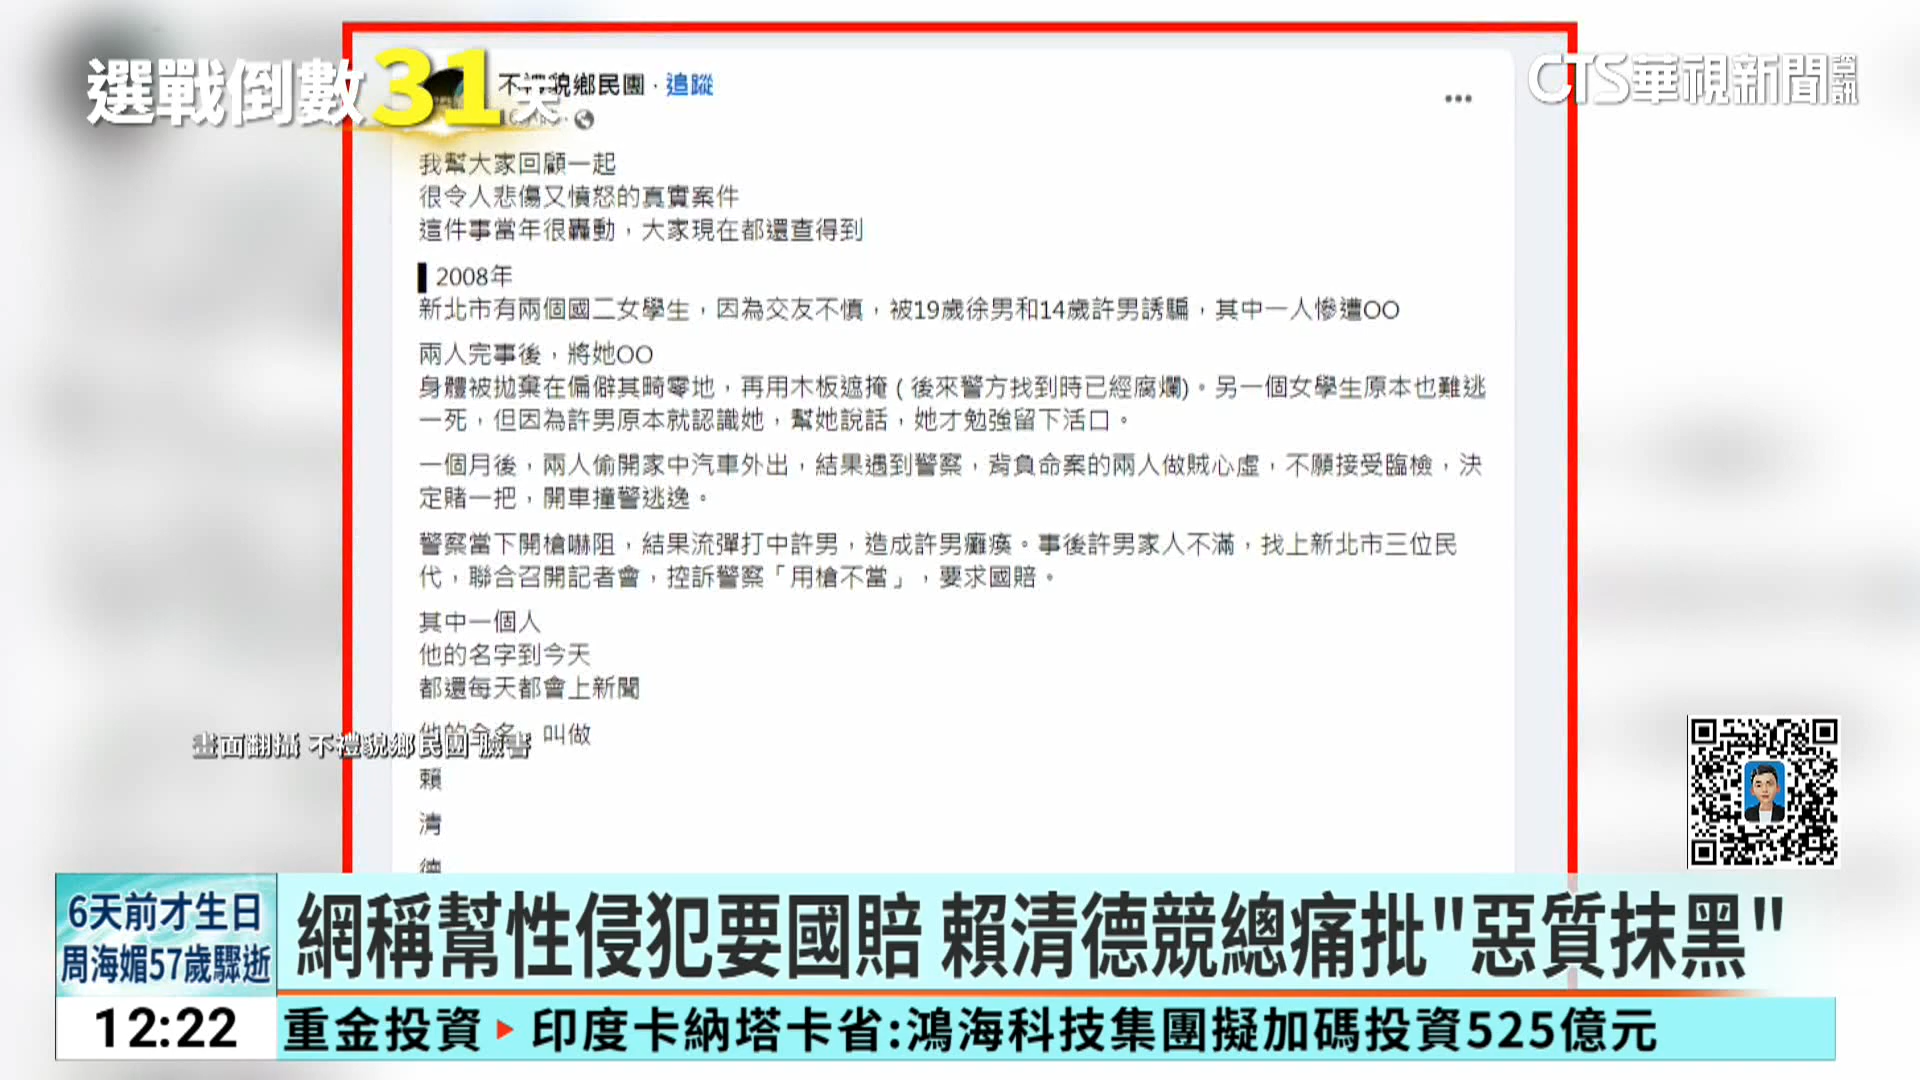 選戰倒數31天
CTS華視新聞資訊
不禮貌鄉民團 · 追蹤
我幫大家回顧一起
很令人悲傷又憤怒的真實案件
這件事當年很轟動，大家現在都還查得到
▌2008年
新北市有兩個國二女學生，因為交友不慎，被19歲徐男和14歲許男誘騙，其中一人慘遭OO
兩人完事後，將她OO
身體被拋棄在偏僻其畸零地，再用木板遮掩 ( 後來警方找到時已經腐爛)。另一個女學生原本也難逃
一死，但因為許男原本就認識她，幫她說話，她才勉強留下活口。
一個月後，兩人偷開家中汽車外出，結果遇到警察，背負命案的兩人做賊心虛，不願接受臨檢，決
定賭一把，開車撞警逃逸。
警察當下開槍嚇阻，結果流彈打中許男，造成許男癱瘓。事後許男家人不滿，找上新北市三位民
代，聯合召開記者會，控訴警察「用槍不當」，要求國賠。
其中一個人
他的名字到今天
都還每天都會上新聞
他的全名，叫做
畫面翻攝 不禮貌鄉民團 臉書
賴
清
德
6天前才生日
周海媚57歲驟逝
網稱幫性侵犯要國賠 賴清德競總痛批"惡質抹黑"
12:22
重金投資▶印度卡納塔卡省:鴻海科技集團擬加碼投資525億元